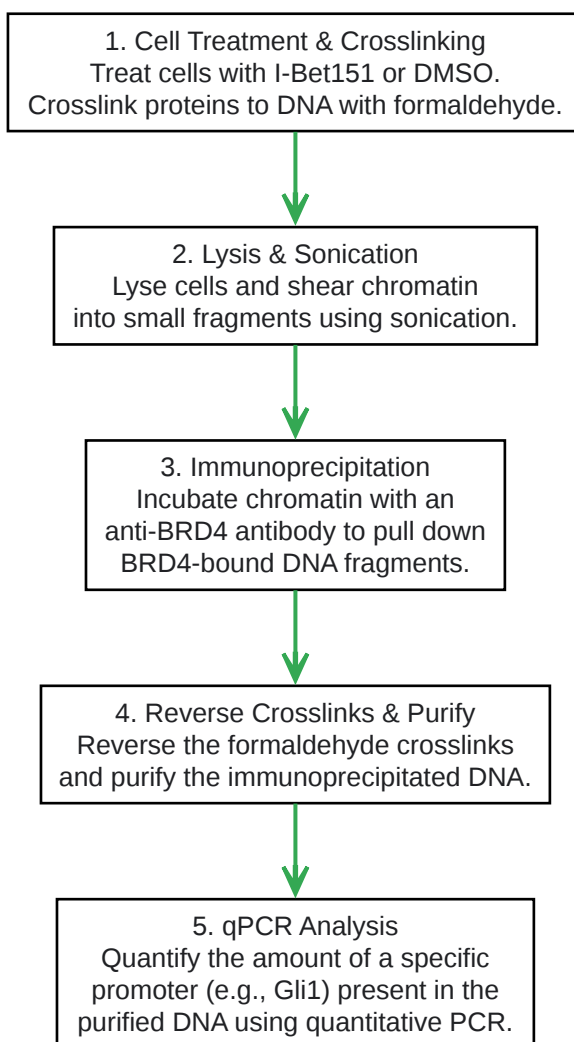 1. Cell Treatment & Crosslinking
Treat cells with I-Bet151 or DMSO.
Crosslink proteins to DNA with formaldehyde.
2. Lysis & Sonication
Lyse cells and shear chromatin
into small fragments using sonication.
3. Immunoprecipitation
Incubate chromatin with an
anti-BRD4 antibody to pull down
BRD4-bound DNA fragments.
4. Reverse Crosslinks & Purify
Reverse the formaldehyde crosslinks
and purify the immunoprecipitated DNA.
5. qPCR Analysis
Quantify the amount of a specific
promoter (e.g., Gli1) present in the
purified DNA using quantitative PCR.